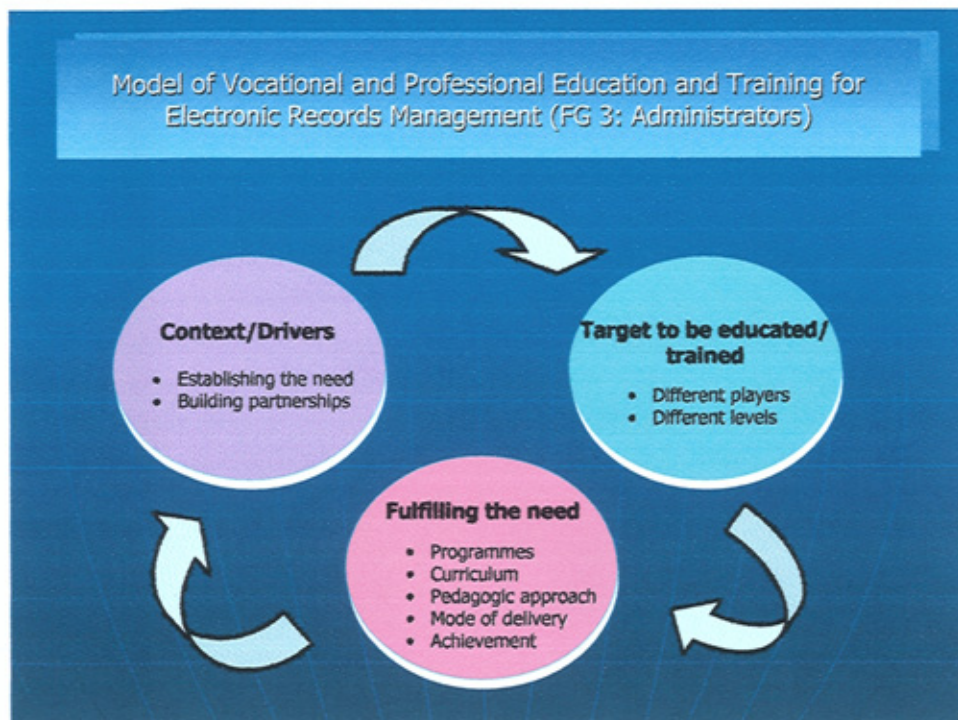 Model of Vocational and Professional Education and Training for
Electronic Records Management (FG 3: Administrators)
Context/Drivers
• Establishing the need
• Building partnerships
Target to be educated/
trained
• Different players
• Different levels
Fulfilling the need
• Programmes
• Curriculum
• Pedagogic approach
• Mode of delivery
• Achievement